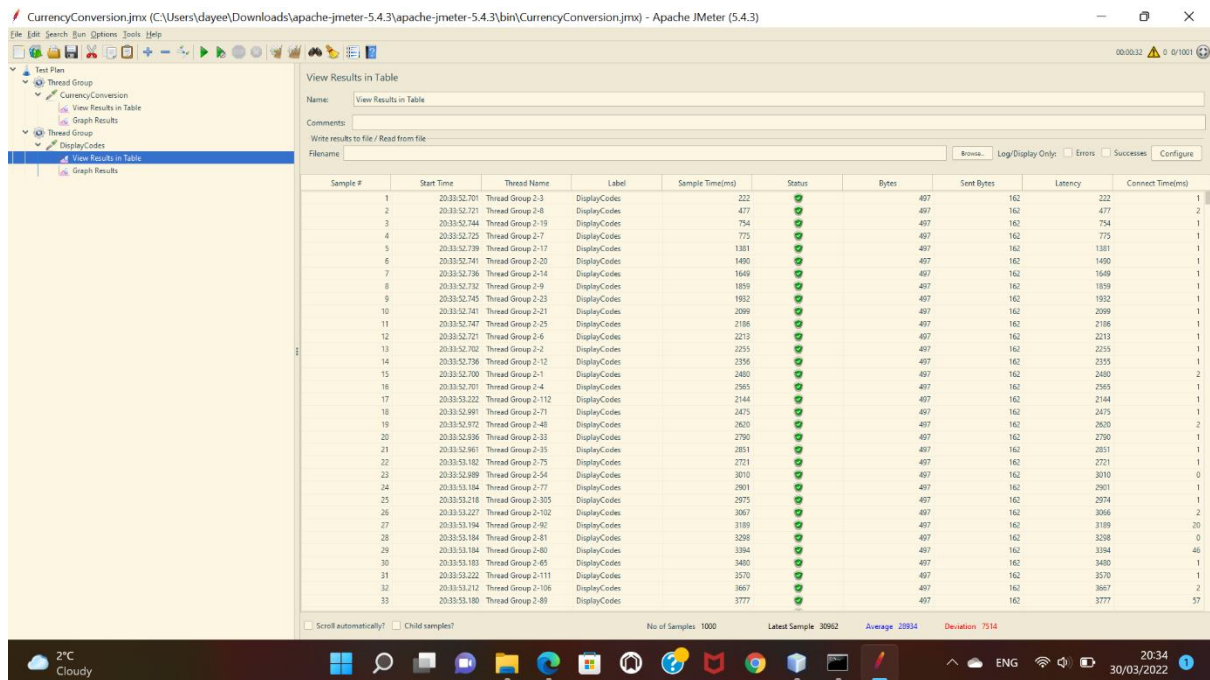 CurrencyConversion.jmx (C:\Users\dayee\Downloads\apache-jmeter-5.4.3\apache-jmeter-5.4.3\bin\CurrencyConversion.jmx) - Apache JMeter (5.4.3)
File Edit Search Run Options Tools Help
00:00:32 0 0/1001
Test Plan
Thread Group
CurrencyConversion
View Results in Table
Graph Results
Thread Group
DisplayCodes
View Results in Table
Graph Results
View Results in Table
Name: View Results in Table
Comments:
Write results to file / Read from file
Filename Browse... Log/Display Only: Errors Successes Configure
Sample # Start Time Thread Name Label Sample Time(ms) Status Bytes Sent Bytes Latency Connect Time(ms)
1 20:33:52.701 Thread Group 2-3 DisplayCodes 222 497 162 222 1
2 20:33:52.721 Thread Group 2-8 DisplayCodes 477 497 162 477 2
3 20:33:52.744 Thread Group 2-19 DisplayCodes 754 497 162 754 1
4 20:33:52.725 Thread Group 2-7 DisplayCodes 775 497 162 775 1
5 20:33:52.739 Thread Group 2-17 DisplayCodes 1381 497 162 1381 1
6 20:33:52.741 Thread Group 2-20 DisplayCodes 1490 497 162 1490 1
7 20:33:52.736 Thread Group 2-14 DisplayCodes 1649 497 162 1649 1
8 20:33:52.732 Thread Group 2-9 DisplayCodes 1859 497 162 1859 1
9 20:33:52.745 Thread Group 2-23 DisplayCodes 1932 497 162 1932 1
10 20:33:52.741 Thread Group 2-21 DisplayCodes 2099 497 162 2099 1
11 20:33:52.747 Thread Group 2-25 DisplayCodes 2186 497 162 2186 1
12 20:33:52.721 Thread Group 2-6 DisplayCodes 2213 497 162 2213 1
13 20:33:52.702 Thread Group 2-2 DisplayCodes 2255 497 162 2255 1
14 20:33:52.736 Thread Group 2-12 DisplayCodes 2356 497 162 2355 1
15 20:33:52.700 Thread Group 2-1 DisplayCodes 2480 497 162 2480 2
16 20:33:52.701 Thread Group 2-4 DisplayCodes 2565 497 162 2565 1
17 20:33:53.222 Thread Group 2-112 DisplayCodes 2144 497 162 2144 1
18 20:33:52.991 Thread Group 2-71 DisplayCodes 2475 497 162 2475 1
19 20:33:52.972 Thread Group 2-48 DisplayCodes 2620 497 162 2620 2
20 20:33:52.936 Thread Group 2-33 DisplayCodes 2790 497 162 2790 1
21 20:33:52.961 Thread Group 2-35 DisplayCodes 2851 497 162 2851 1
22 20:33:53.182 Thread Group 2-75 DisplayCodes 2721 497 162 2721 1
23 20:33:52.989 Thread Group 2-54 DisplayCodes 3010 497 162 3010 0
24 20:33:53.184 Thread Group 2-77 DisplayCodes 2901 497 162 2901 1
25 20:33:53.218 Thread Group 2-305 DisplayCodes 2975 497 162 2974 1
26 20:33:53.227 Thread Group 2-102 DisplayCodes 3067 497 162 3066 2
27 20:33:53.194 Thread Group 2-92 DisplayCodes 3189 497 162 3189 20
28 20:33:53.184 Thread Group 2-81 DisplayCodes 3298 497 162 3298 0
29 20:33:53.184 Thread Group 2-80 DisplayCodes 3394 497 162 3394 46
30 20:33:53.183 Thread Group 2-65 DisplayCodes 3480 497 162 3480 1
31 20:33:53.222 Thread Group 2-111 DisplayCodes 3570 497 162 3570 1
32 20:33:53.212 Thread Group 2-106 DisplayCodes 3667 497 162 3667 2
33 20:33:53.180 Thread Group 2-89 DisplayCodes 3777 497 162 3777 57
Scroll automatically? Child samples? No of Samples 1000 Latest Sample 30962 Average 20934 Deviation 7514
2°C
Cloudy
ENG
20:34
30/03/2022
1